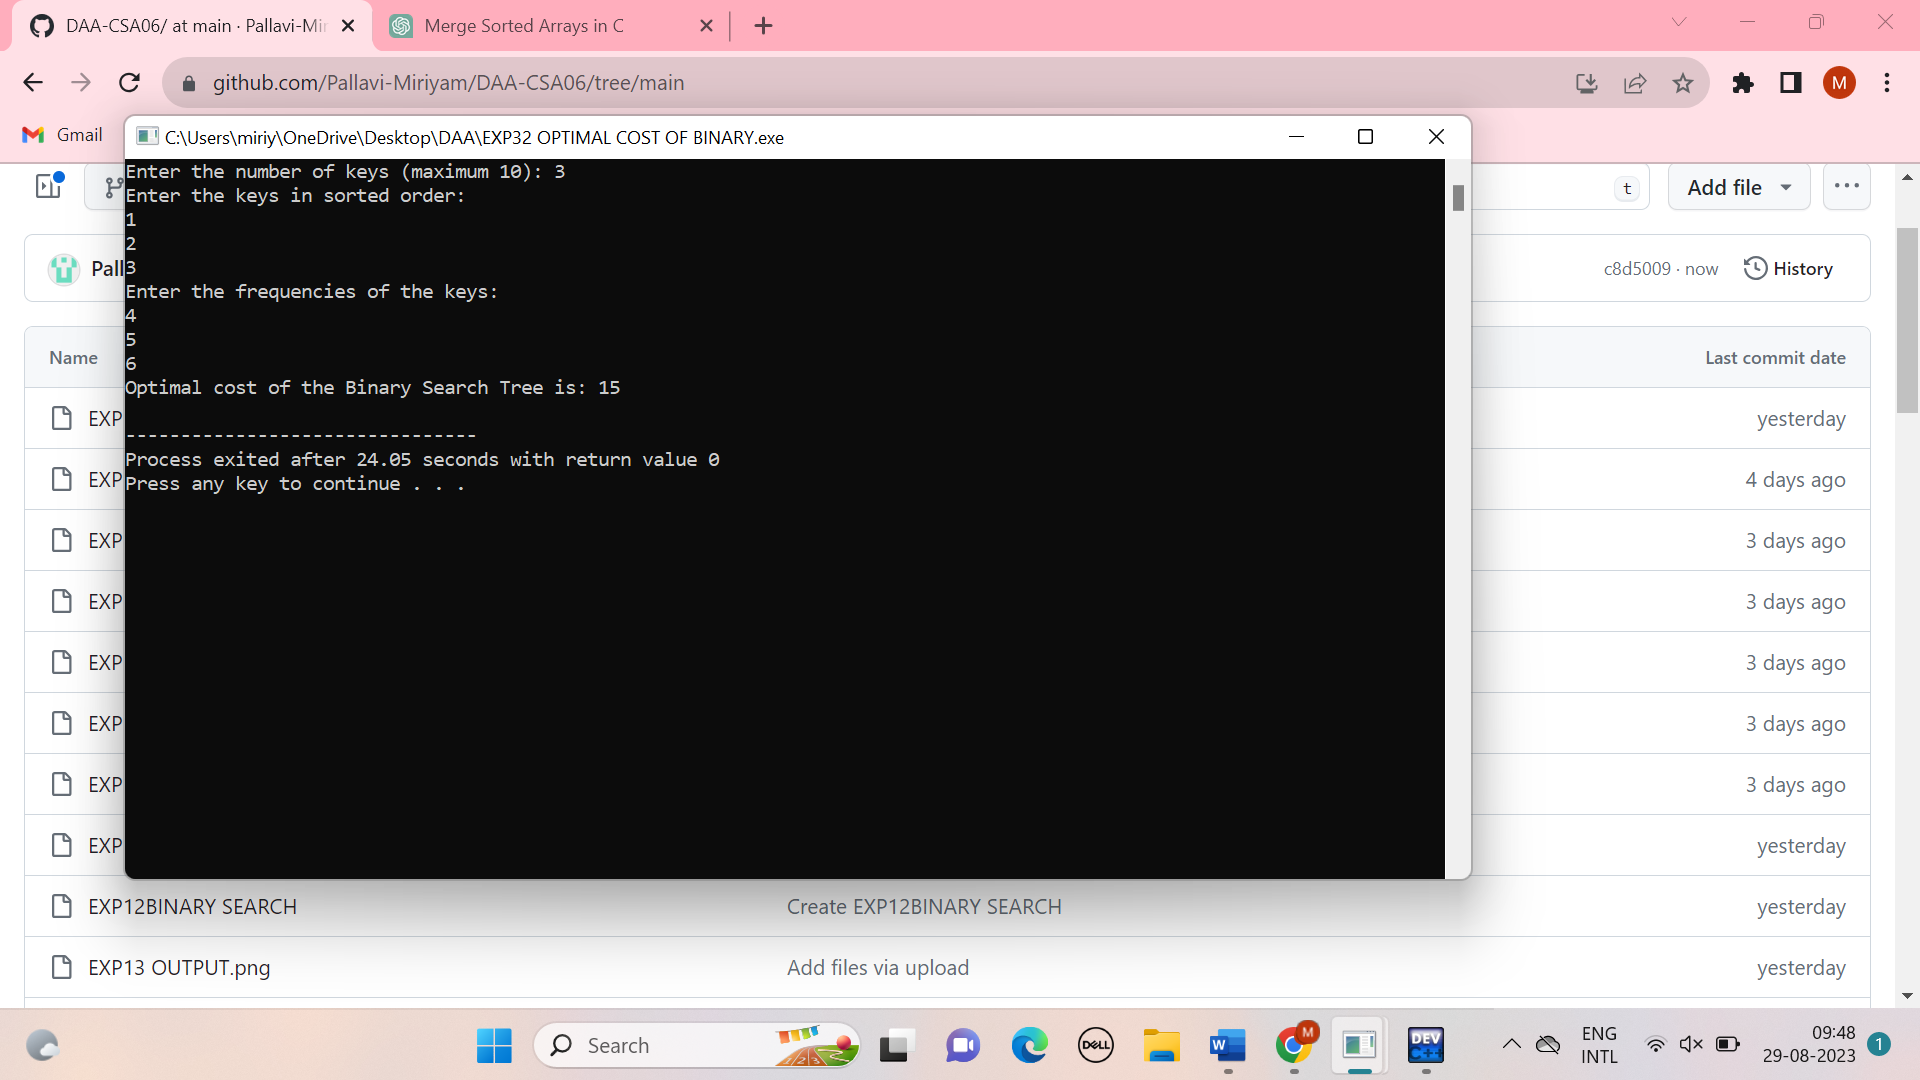 DAA-CSA06/ at main · Pallavi-Mir
Merge Sorted Arrays in C
github.com/Pallavi-Miriyam/DAA-CSA06/tree/main
M
Gmail
C:\Users\miriy\OneDrive\Desktop\DAA\EXP32 OPTIMAL COST OF BINARY.exe
Enter the number of keys (maximum 10): 3
Enter the keys in sorted order:
1
2
3
Enter the frequencies of the keys:
4
5
6
Optimal cost of the Binary Search Tree is: 15
--------------------------------
Process exited after 24.05 seconds with return value 0
Press any key to continue . . .
t
Add file
Pall
c8d5009 · now
History
Name
Last commit date
EXP
yesterday
EXP
4 days ago
EXP
3 days ago
EXP
3 days ago
EXP
3 days ago
EXP
3 days ago
EXP
3 days ago
EXP
yesterday
EXP12BINARY SEARCH
Create EXP12BINARY SEARCH
yesterday
EXP13 OUTPUT.png
Add files via upload
yesterday
Search
DELL
W
M
DEV
C++
ENG
INTL
09:48
29-08-2023
1